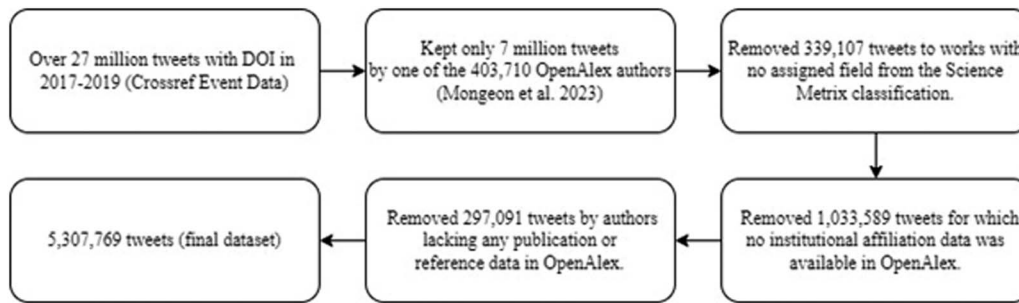 Over 27 million tweets with DOI in
2017-2019 (Crossref Event Data)
Kept only 7 million tweets
by one of the 403,710 OpenAlex authors
(Mongeon et al. 2023)
Removed 339,107 tweets to works with
no assigned field from the Science
Metrix classification.
Removed 1,033,589 tweets for which
no institutional affiliation data was
available in OpenAlex.
Removed 297,091 tweets by authors
lacking any publication or
reference data in OpenAlex.
5,307,769 tweets (final dataset)